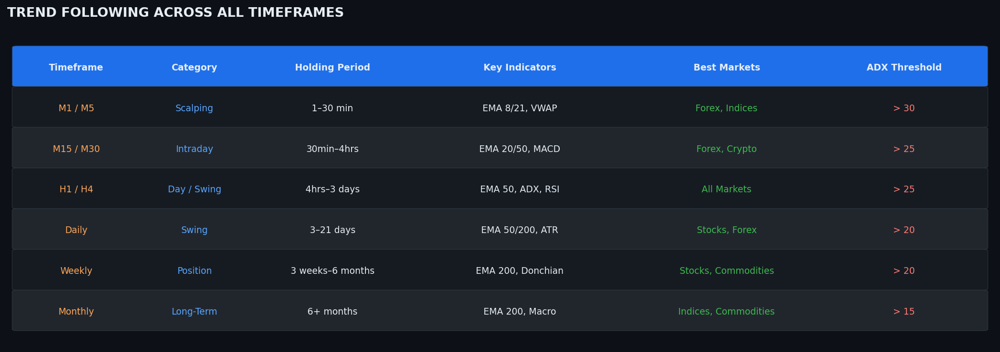 TREND FOLLOWING ACROSS ALL TIMEFRAMES
Timeframe Category Holding Period Key Indicators Best Markets ADX Threshold
M1 / M5 Scalping 1–30 min EMA 8/21, VWAP Forex, Indices > 30
M15 / M30 Intraday 30min–4hrs EMA 20/50, MACD Forex, Crypto > 25
H1 / H4 Day / Swing 4hrs–3 days EMA 50, ADX, RSI All Markets > 25
Daily Swing 3–21 days EMA 50/200, ATR Stocks, Forex > 20
Weekly Position 3 weeks–6 months EMA 200, Donchian Stocks, Commodities > 20
Monthly Long-Term 6+ months EMA 200, Macro Indices, Commodities > 15